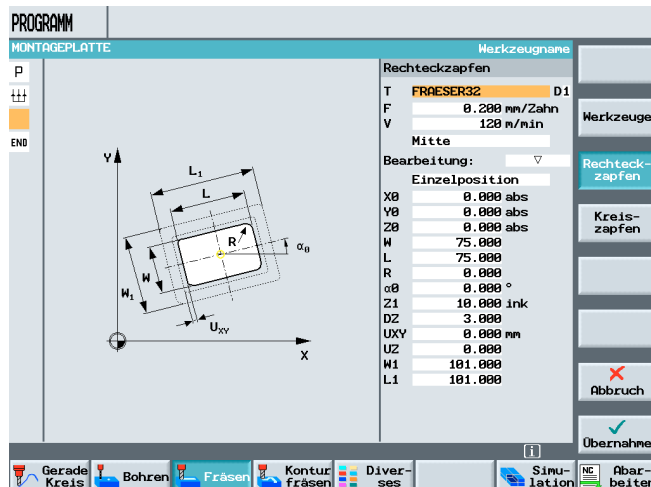 PROGRAMM
MONTAGEPLATTE
Werkzeugname
P
END
Y
L1
L
R
α0
W
W1
UXY
X
Rechteckzapfen
T FRAESER32 D1
F 0.200 mm/Zahn
V 120 m/min
Mitte
Bearbeitung: ▽
Einzelposition
X0 0.000 abs
Y0 0.000 abs
Z0 0.000 abs
W 75.000
L 75.000
R 0.000
α0 0.000 °
Z1 10.000 ink
DZ 3.000
UXY 0.000 mm
UZ 0.000
W1 101.000
L1 101.000
Werkzeuge
Rechteck-
zapfen
Kreis-
zapfen
Abbruch
Übernahme
i
Gerade
Kreis
Bohren
Fräsen
Kontur
fräsen
Diver-
ses
Simu-
lation
NC
Abar-
beiten